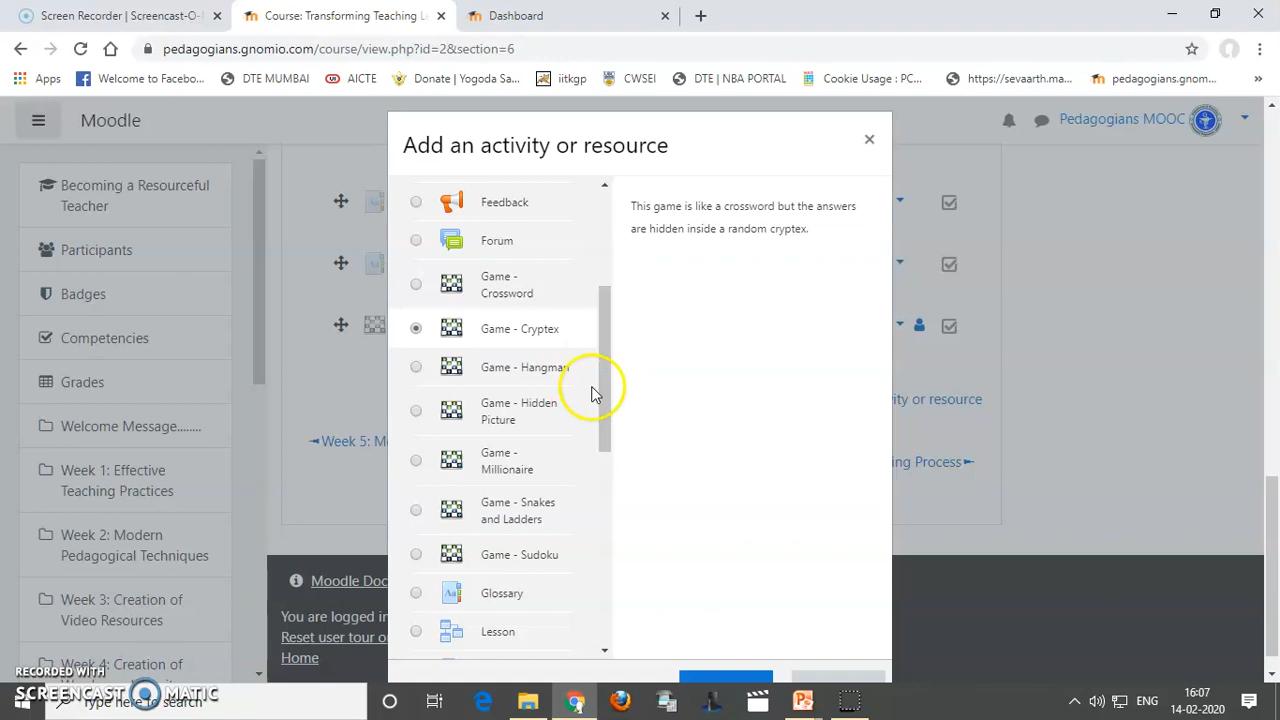 Screen Recorder | Screencast-O-
Course: Transforming Teaching Le
Dashboard
pedagogians.gnomio.com/course/view.php?id=2&section=6
Apps
Welcome to Facebo...
DTE MUMBAI
AICTE
Donate | Yogoda Sa...
iitkgp
CWSEI
DTE | NBA PORTAL
Cookie Usage : PC...
https://sevaarth.ma...
pedagogians.gnom...
Moodle
Pedagogians MOOC
Becoming a Resourceful
Teacher
Participants
Badges
Competencies
Grades
Welcome Message........
Week 1: Effective
Teaching Practices
Week 2: Modern
Pedagogical Techniques
Week 3: Creation of
Video Resources
Week 4: Creation of
Add an activity or resource
Feedback
Forum
Game -
Crossword
Game - Cryptex
Game - Hangman
Game - Hidden
Picture
Game -
Millionaire
Game - Snakes
and Ladders
Game - Sudoku
Glossary
Lesson
This game is like a crossword but the answers
are hidden inside a random cryptex.
ivity or resource
Week 5: M
ing Process
Moodle Doc
You are logged in
Reset user tour o
Home
RECORDED WITH
SCREENCAST MATIC
Type here to search
ENG
16:07
14-02-2020